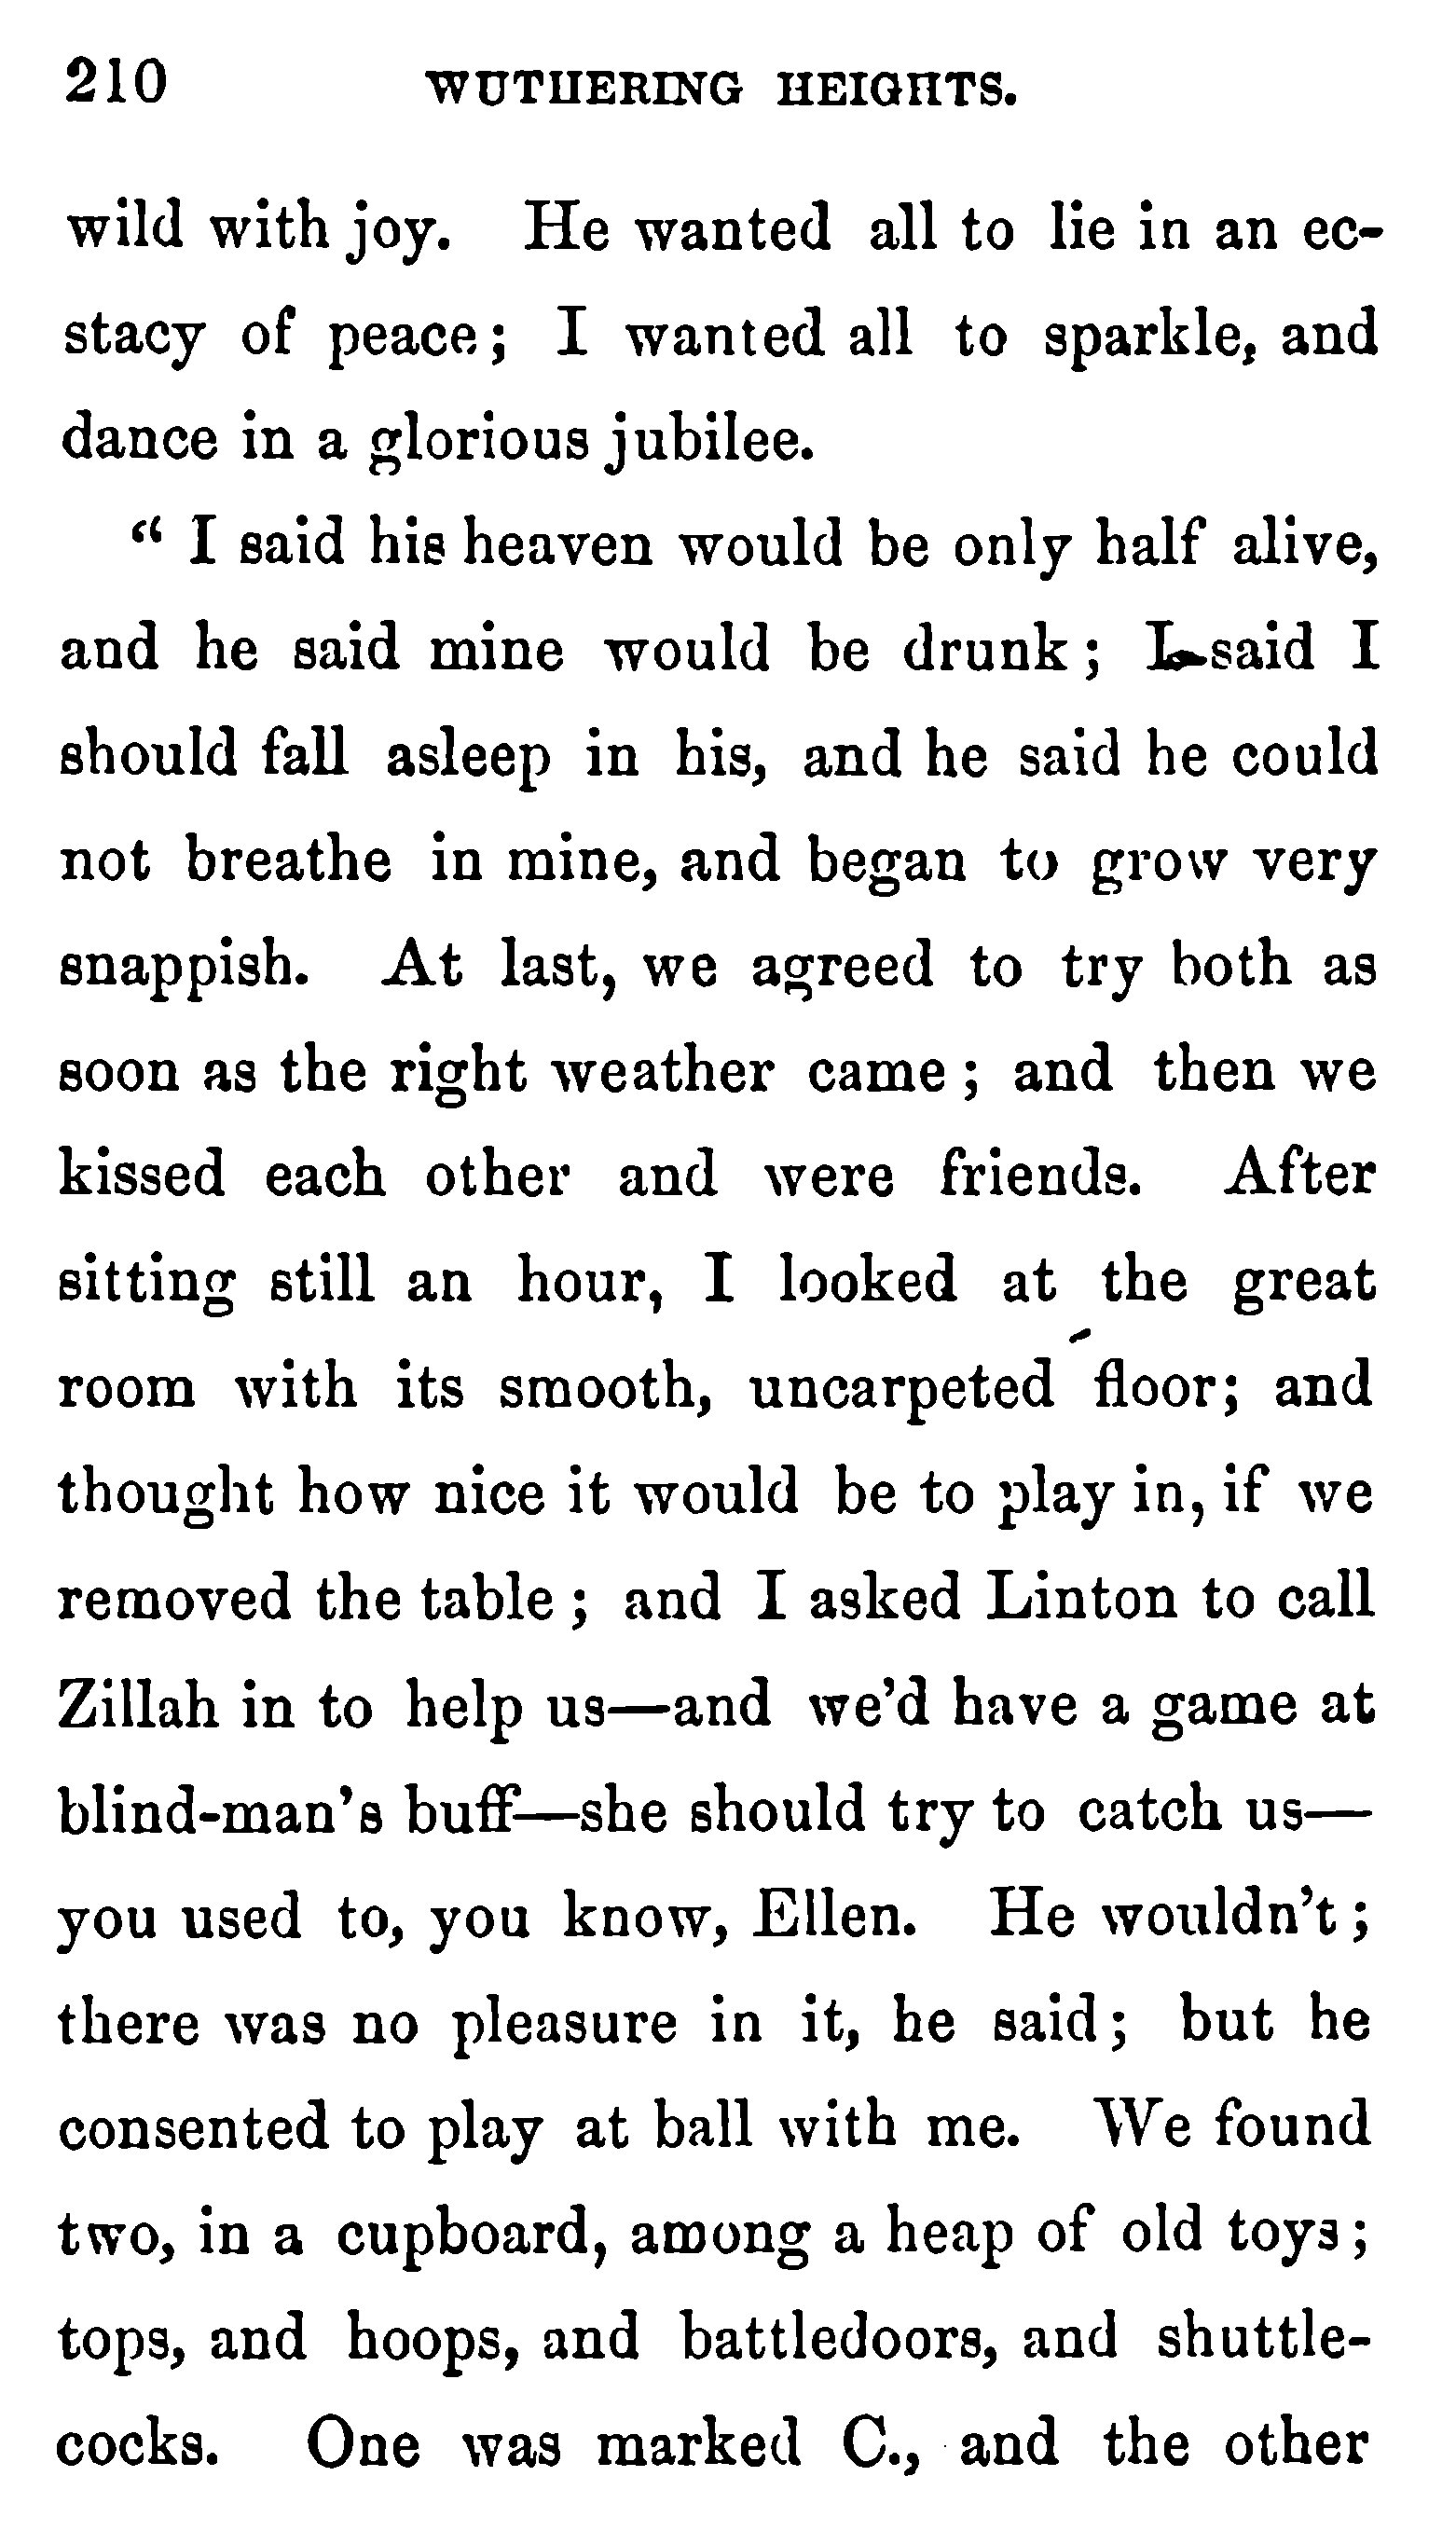 210 WUTHERING HEIGHTS.
wild with joy. He wanted all to lie in an ec-
stacy of peace; I wanted all to sparkle, and
dance in a glorious jubilee.
"I said his heaven would be only half alive,
and he said mine would be drunk; I said I
should fall asleep in his, and he said he could
not breathe in mine, and began to grow very
snappish. At last, we agreed to try both as
soon as the right weather came; and then we
kissed each other and were friends. After
sitting still an hour, I looked at the great
room with its smooth, uncarpeted floor; and
thought how nice it would be to play in, if we
removed the table; and I asked Linton to call
Zillah in to help us—and we'd have a game at
blind-man's buff—she should try to catch us—
you used to, you know, Ellen. He wouldn't;
there was no pleasure in it, he said; but he
consented to play at ball with me. We found
two, in a cupboard, among a heap of old toys;
tops, and hoops, and battledoors, and shuttle-
cocks. One was marked C., and the other